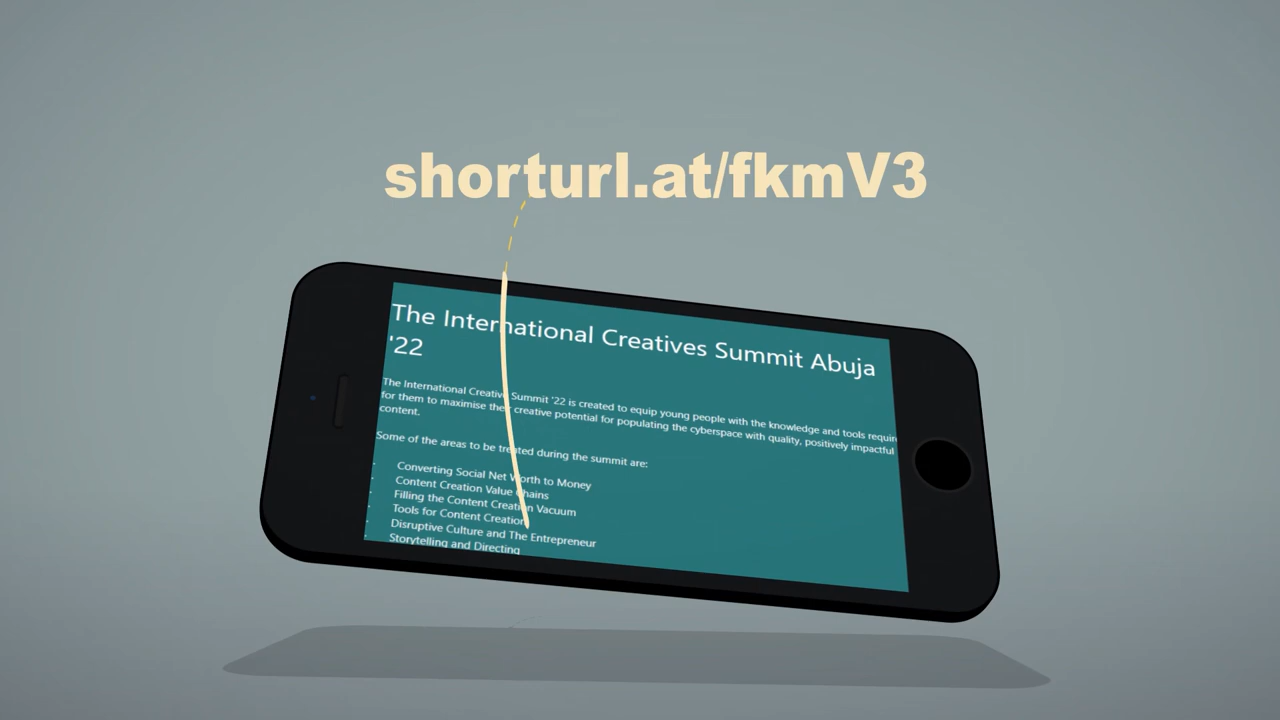 shorturl.at/fkmV3
The International Creatives Summit Abuja
'22
The International Creative Summit '22 is created to equip young people with the knowledge and tools requir
for them to maximise their creative potential for populating the cyberspace with quality, positively impactful
content.
Some of the areas to be treated during the summit are:
· Converting Social Net Worth to Money
· Content Creation Value Chains
· Filling the Content Creation Vacuum
· Tools for Content Creation
· Disruptive Culture and The Entrepreneur
· Storytelling and Directing